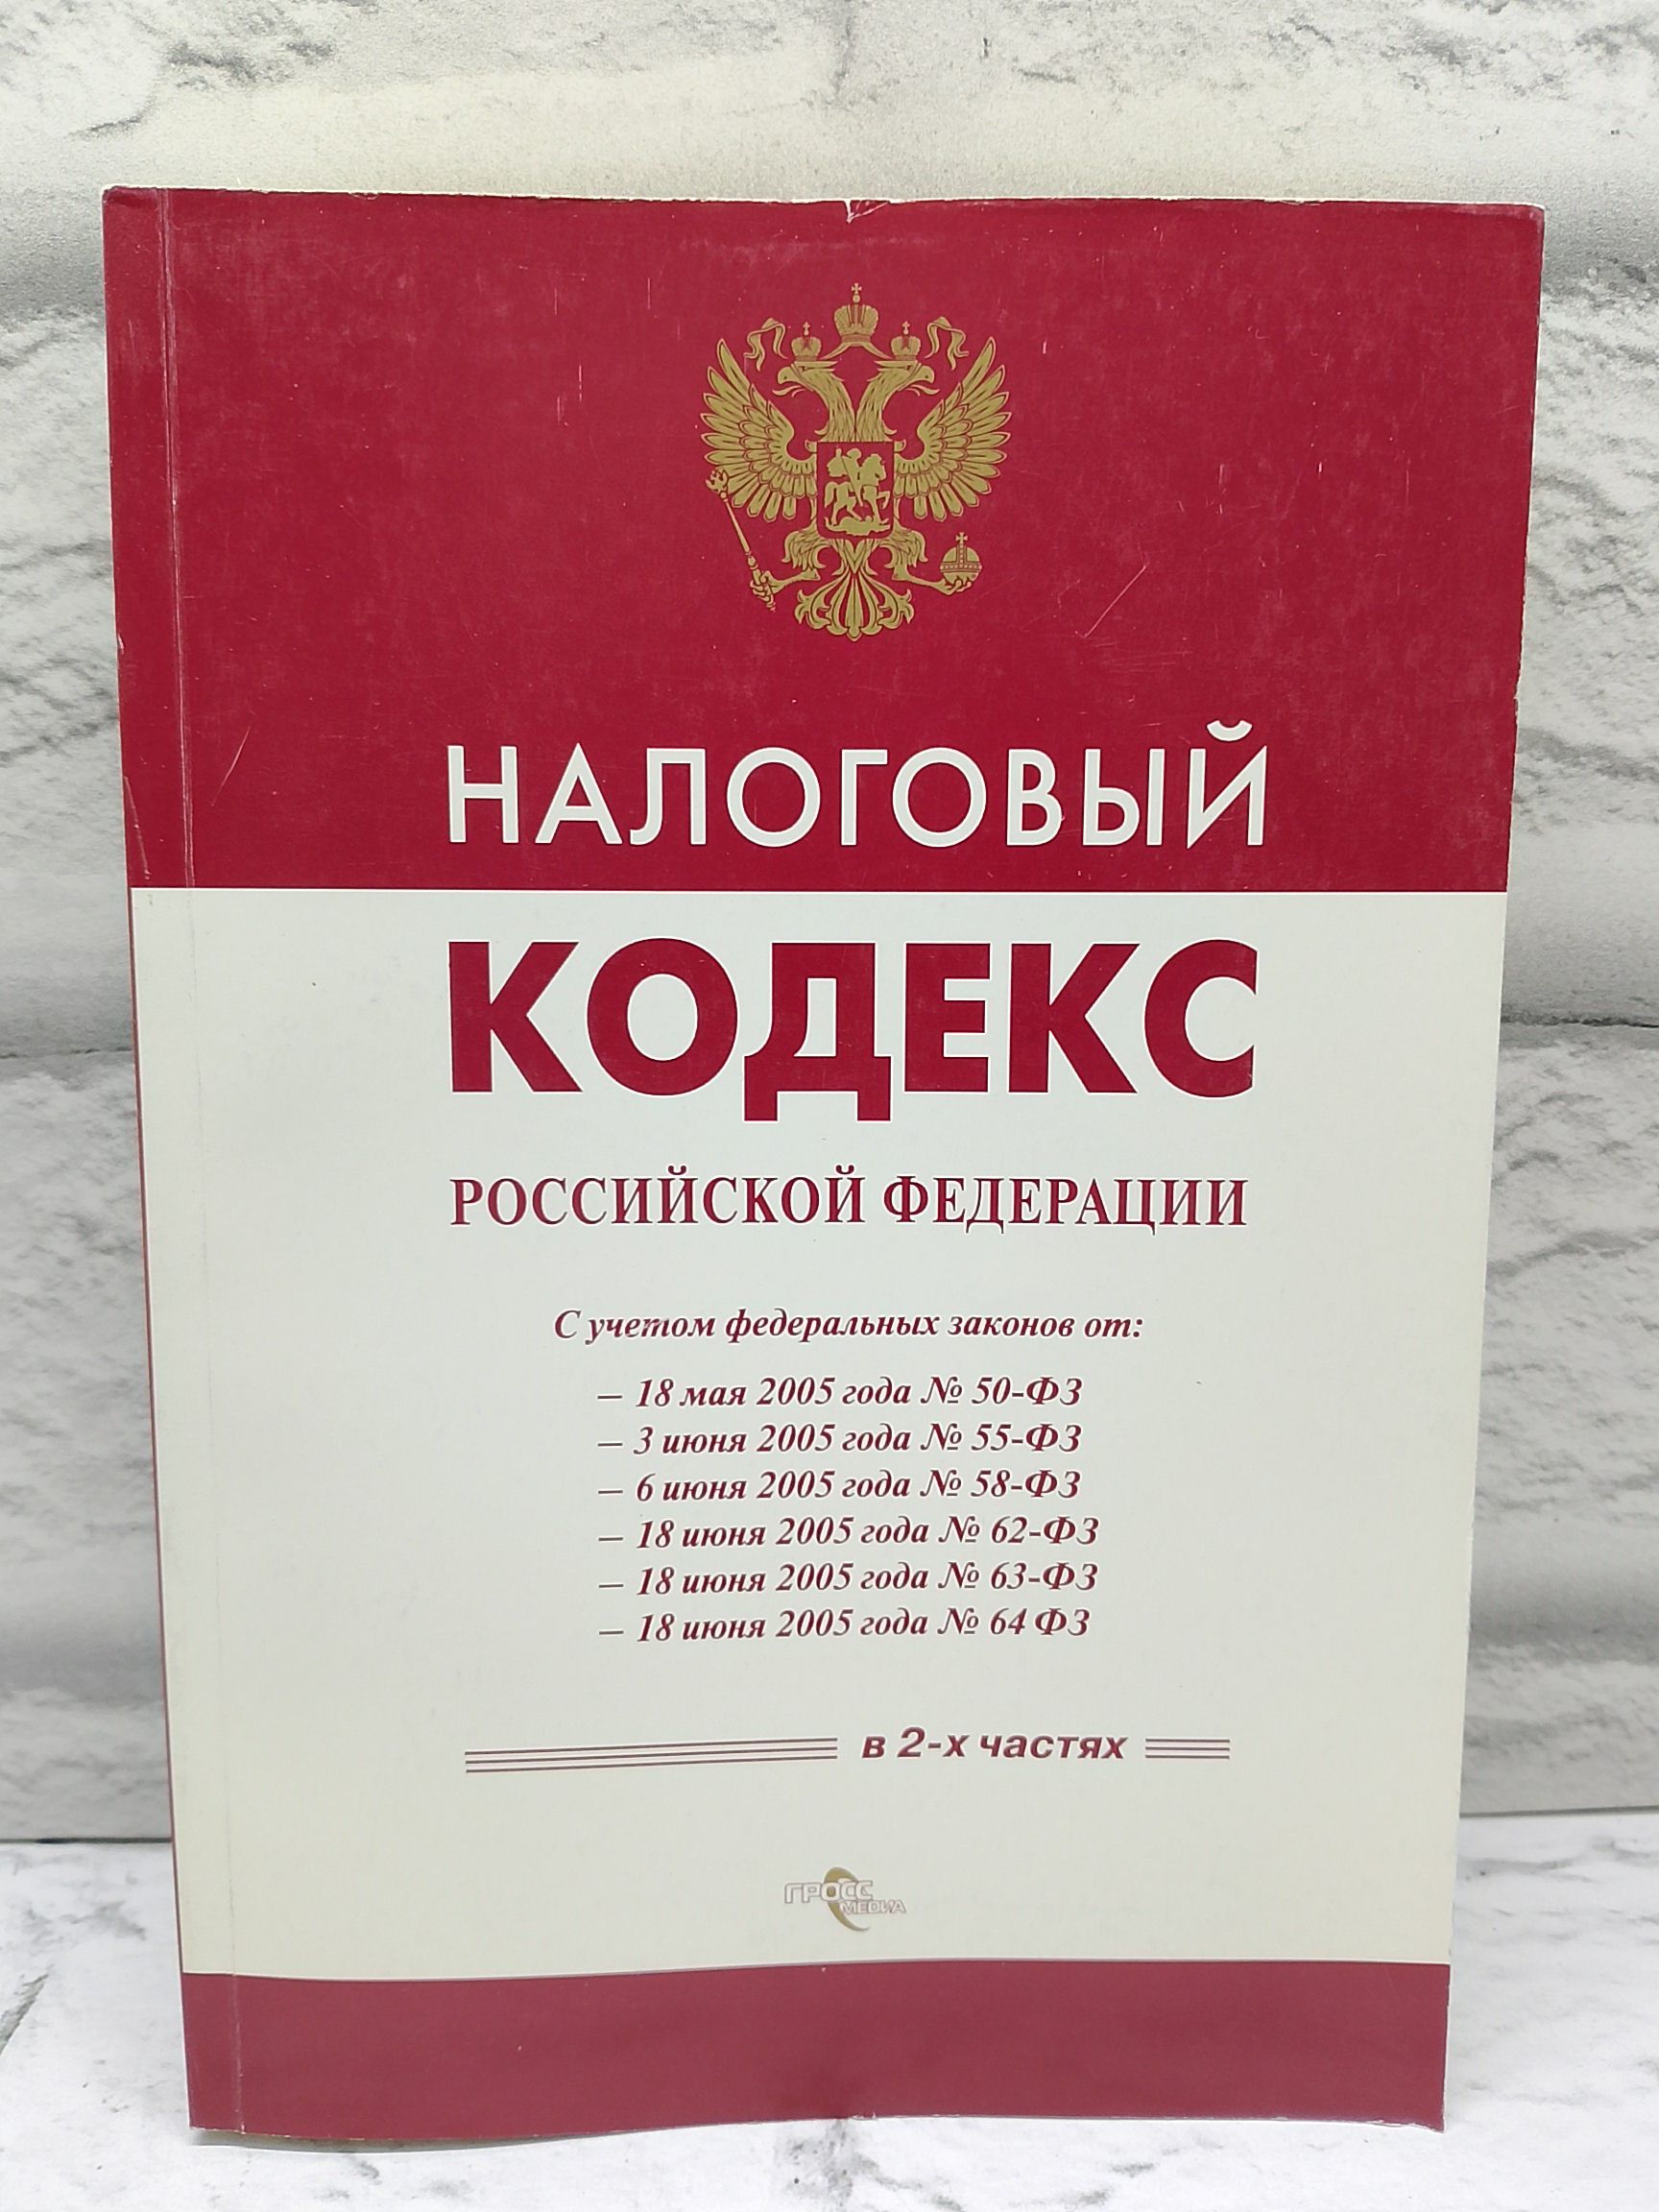 НАЛОГОВЫЙ
КОДЕКС
РОССИЙСКОЙ ФЕДЕРАЦИИ
С учетом федеральных законов от:
– 18 мая 2005 года № 50-ФЗ
– 3 июня 2005 года № 55-ФЗ
– 6 июня 2005 года № 58-ФЗ
– 18 июня 2005 года № 62-ФЗ
– 18 июня 2005 года № 63-ФЗ
– 18 июня 2005 года № 64 ФЗ
в 2-х частях
ГРОСС
МЕДИА